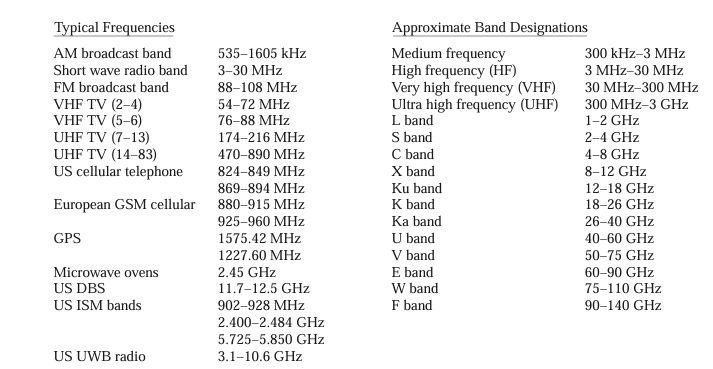 Typical Frequencies
AM broadcast band 535–1605 kHz
Short wave radio band 3–30 MHz
FM broadcast band 88–108 MHz
VHF TV (2–4) 54–72 MHz
VHF TV (5–6) 76–88 MHz
UHF TV (7–13) 174–216 MHz
UHF TV (14–83) 470–890 MHz
US cellular telephone 824–849 MHz
869–894 MHz
European GSM cellular 880–915 MHz
925–960 MHz
GPS 1575.42 MHz
1227.60 MHz
Microwave ovens 2.45 GHz
US DBS 11.7–12.5 GHz
US ISM bands 902–928 MHz
2.400–2.484 GHz
5.725–5.850 GHz
US UWB radio 3.1–10.6 GHz
Approximate Band Designations
Medium frequency 300 kHz–3 MHz
High frequency (HF) 3 MHz–30 MHz
Very high frequency (VHF) 30 MHz–300 MHz
Ultra high frequency (UHF) 300 MHz–3 GHz
L band 1–2 GHz
S band 2–4 GHz
C band 4–8 GHz
X band 8–12 GHz
Ku band 12–18 GHz
K band 18–26 GHz
Ka band 26–40 GHz
U band 40–60 GHz
V band 50–75 GHz
E band 60–90 GHz
W band 75–110 GHz
F band 90–140 GHz